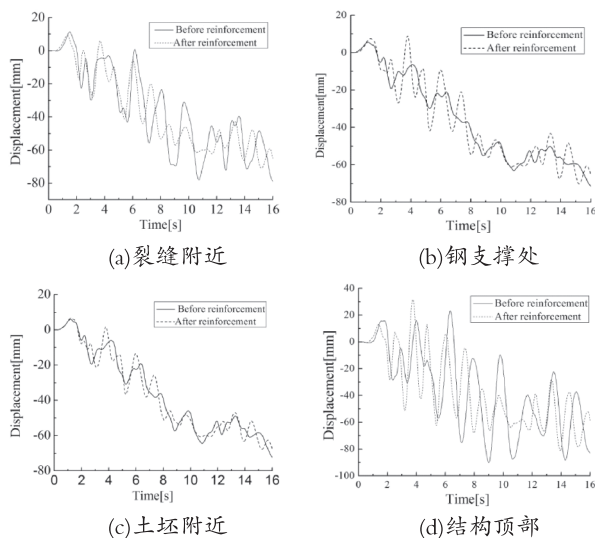 20
0
-20
-40
-60
-80
0 2 4 6 8 10 12 14 16
Displacement[mm]
Time[s]
Before reinforcement
After reinforcement
(a)裂缝附近
20
0
-20
-40
-60
-80
0 2 4 6 8 10 12 14 16
Displacement[mm]
Time[s]
Before reinforcement
After reinforcement
(b)钢支撑处
20
0
-20
-40
-60
-80
0 2 4 6 8 10 12 14 16
Displacement[mm]
Time[s]
Before reinforcement
After reinforcement
(c)土坯附近
40
20
0
-20
-40
-60
-80
-100
0 2 4 6 8 10 12 14 16
Displacement[mm]
Time[s]
Before reinforcement
After reinforcement
(d)结构顶部